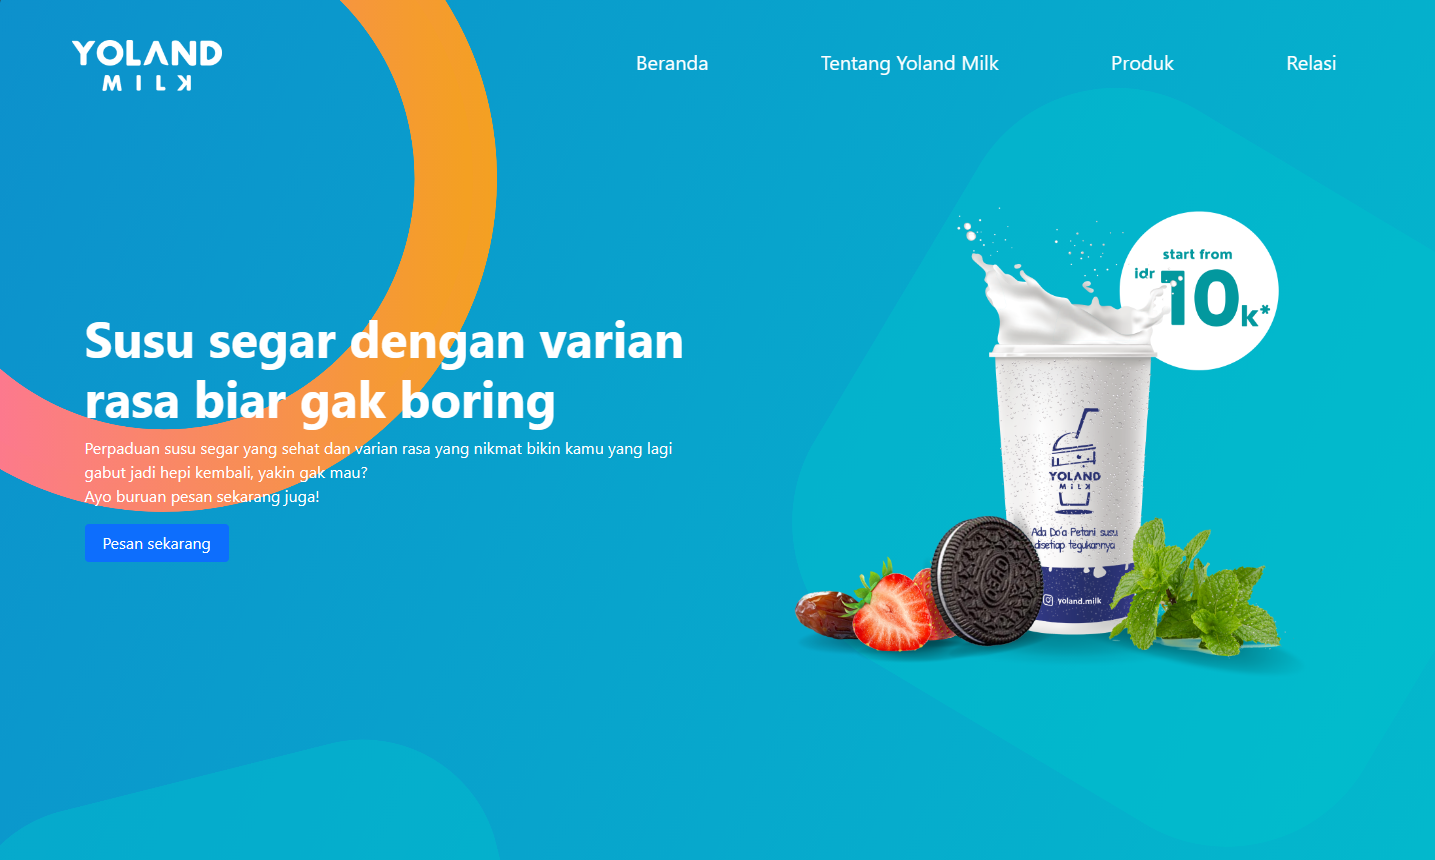 YOLAND
MILK
Beranda
Tentang Yoland Milk
Produk
Relasi
start from
idr 10k*
Susu segar dengan varian
rasa biar gak boring
Perpaduan susu segar yang sehat dan varian rasa yang nikmat bikin kamu yang lagi
gabut jadi hepi kembali, yakin gak mau?
Ayo buruan pesan sekarang juga!
Pesan sekarang
YOLAND
MiLK
Ada Do'a Petani susu
disetiap tegukannya
OREO
yoland.milk